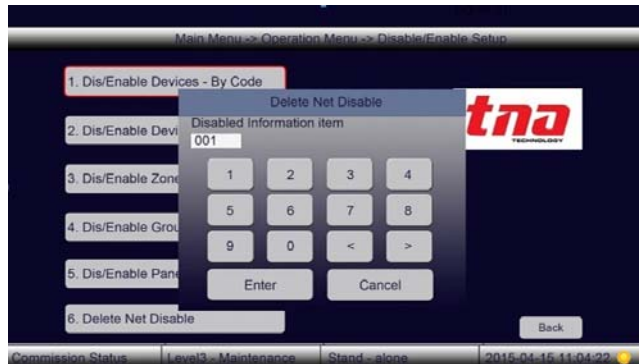 Main Menu -> Operation Menu -> Disable/Enable Setup
1. Dis/Enable Devices - By Code
Delete Net Disable
Disabled Information item
001
2. Dis/Enable Devi
tna
TECHNOLOGY
3. Dis/Enable Zone
1 2 3 4
4. Dis/Enable Grou
5 6 7 8
9 0 < >
5. Dis/Enable Pane
Enter Cancel
6. Delete Net Disable
Back
Commission Status Level3 - Maintenance Stand - alone 2015-04-15 11:04:22